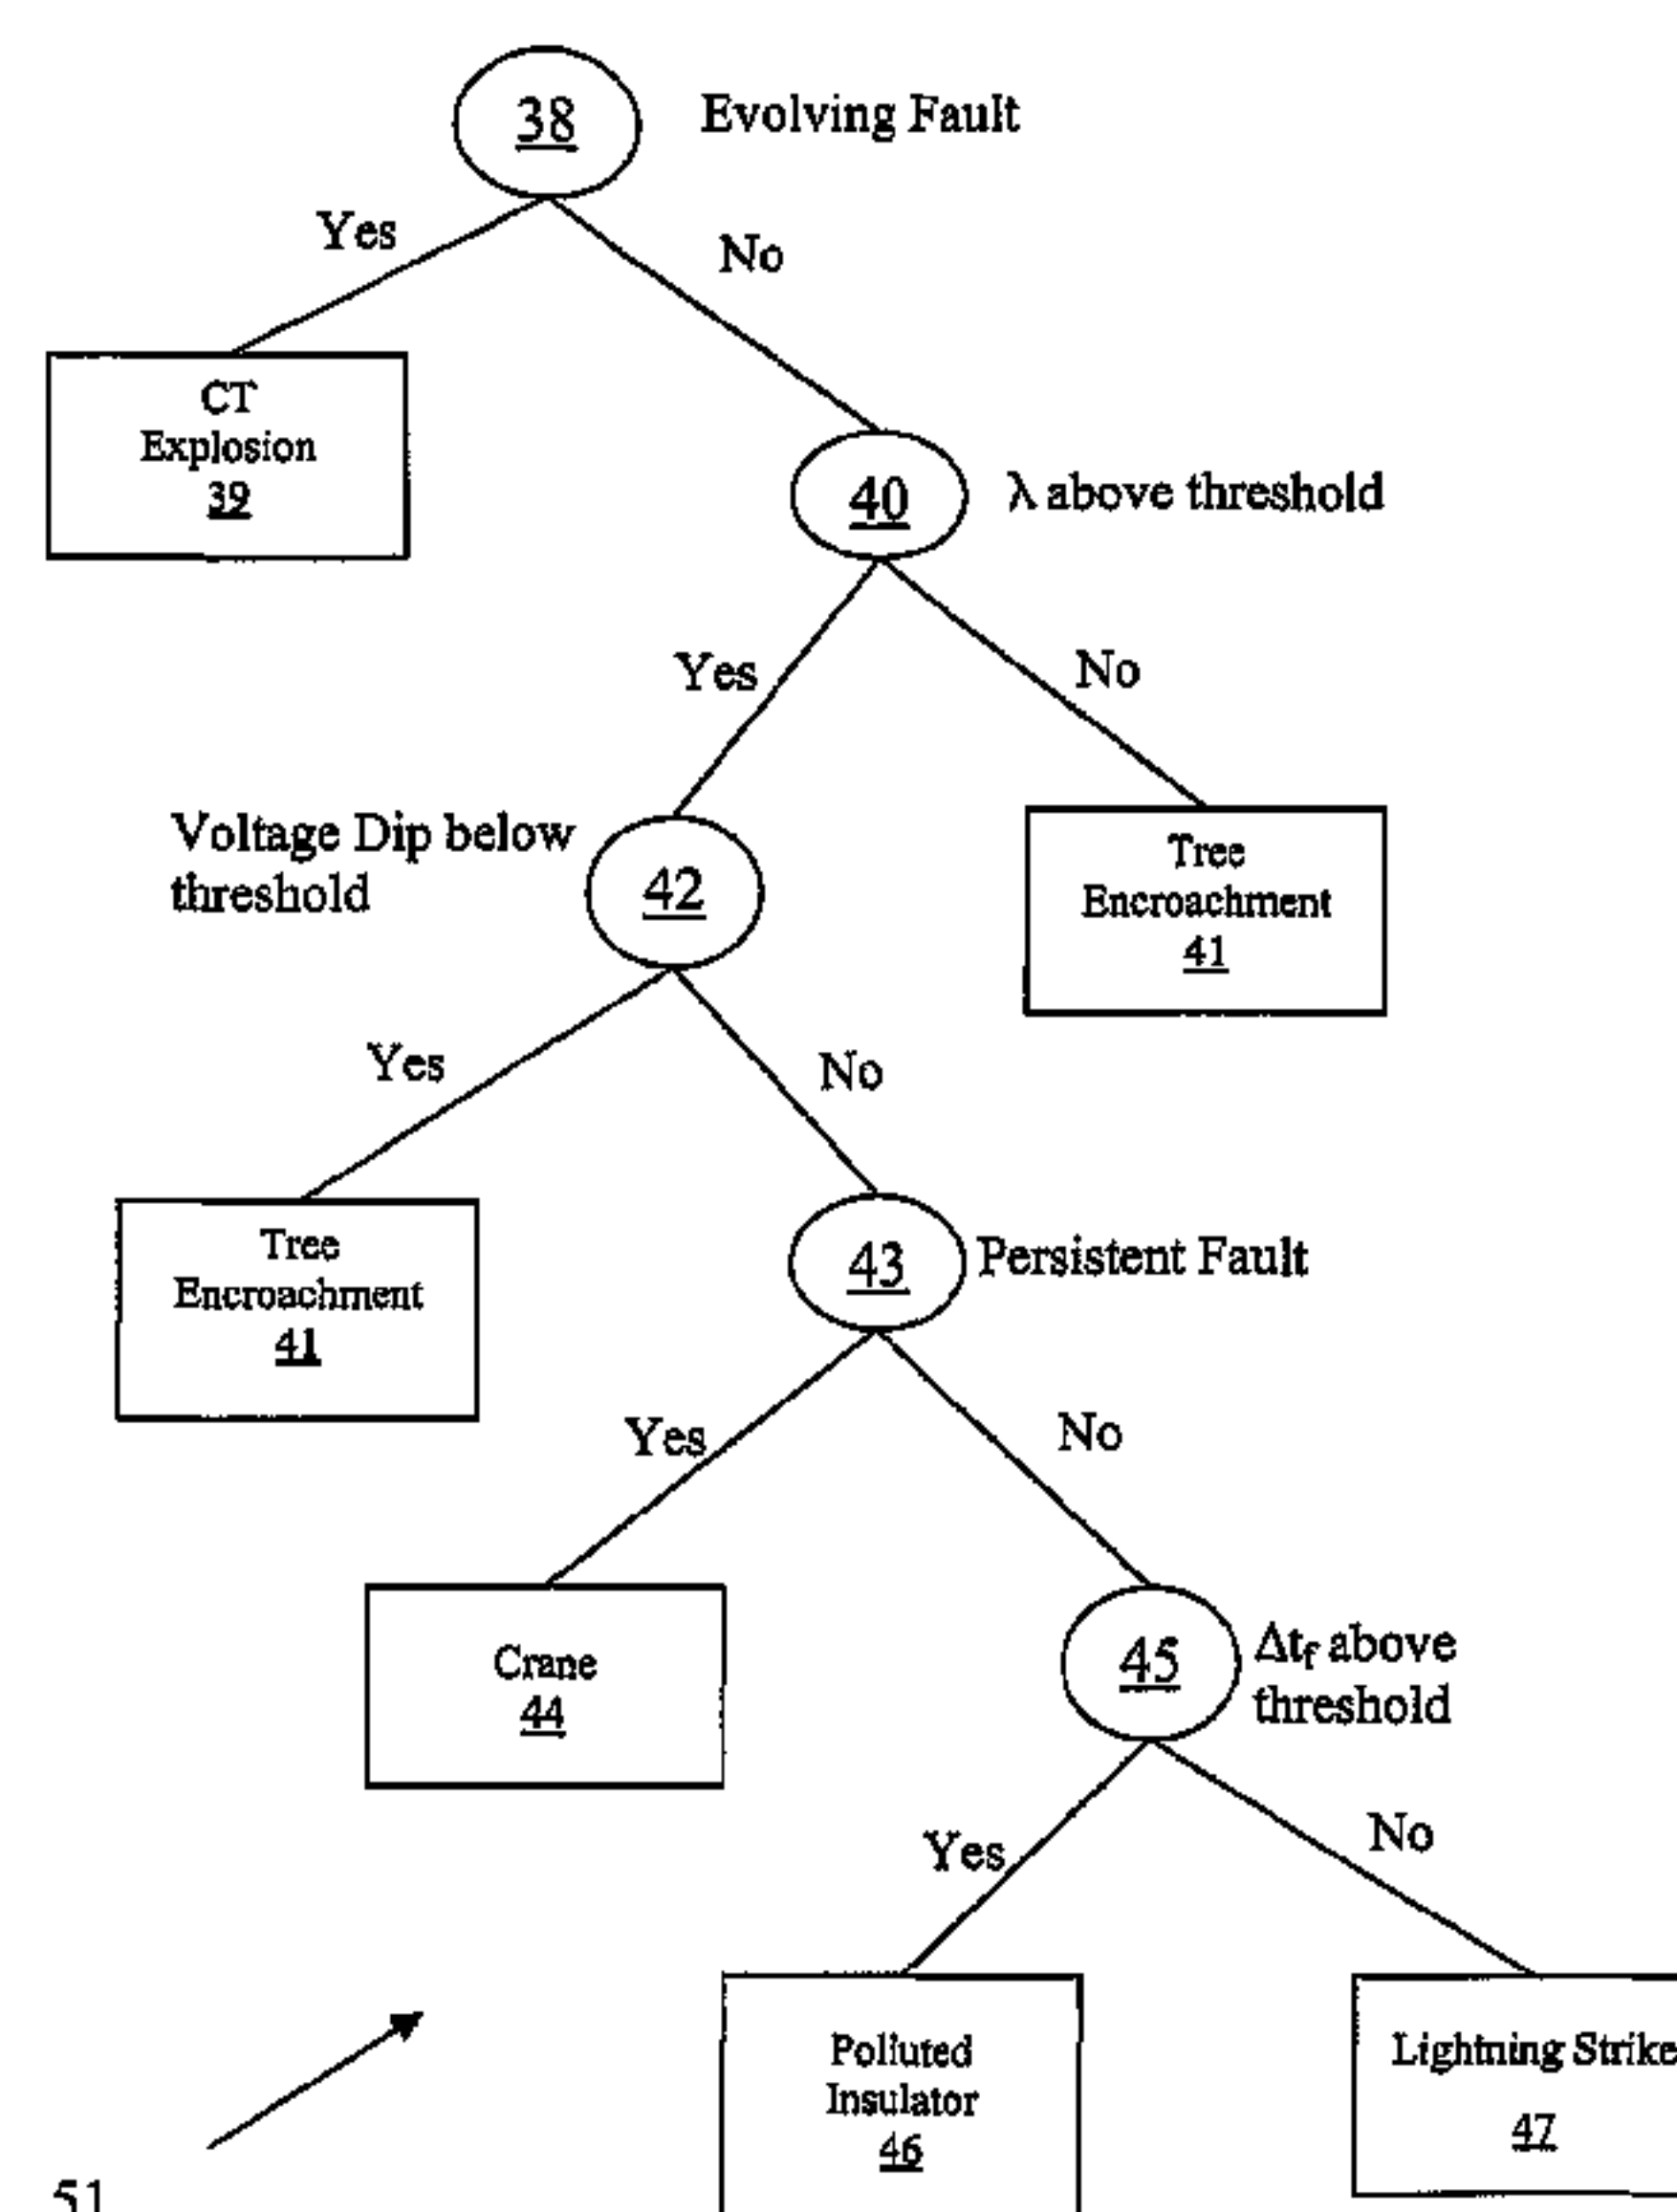 38
Evolving Fault
Yes
No
CT
Explosion
39
40
λ above threshold
Yes
No
Voltage Dip below
threshold
42
Tree
Encroachment
41
Yes
No
Tree
Encroachment
41
43
Persistent Fault
Yes
No
Crane
44
45
Δtf above
threshold
Yes
No
Polluted
Insulator
46
Lightning Strike
47
51